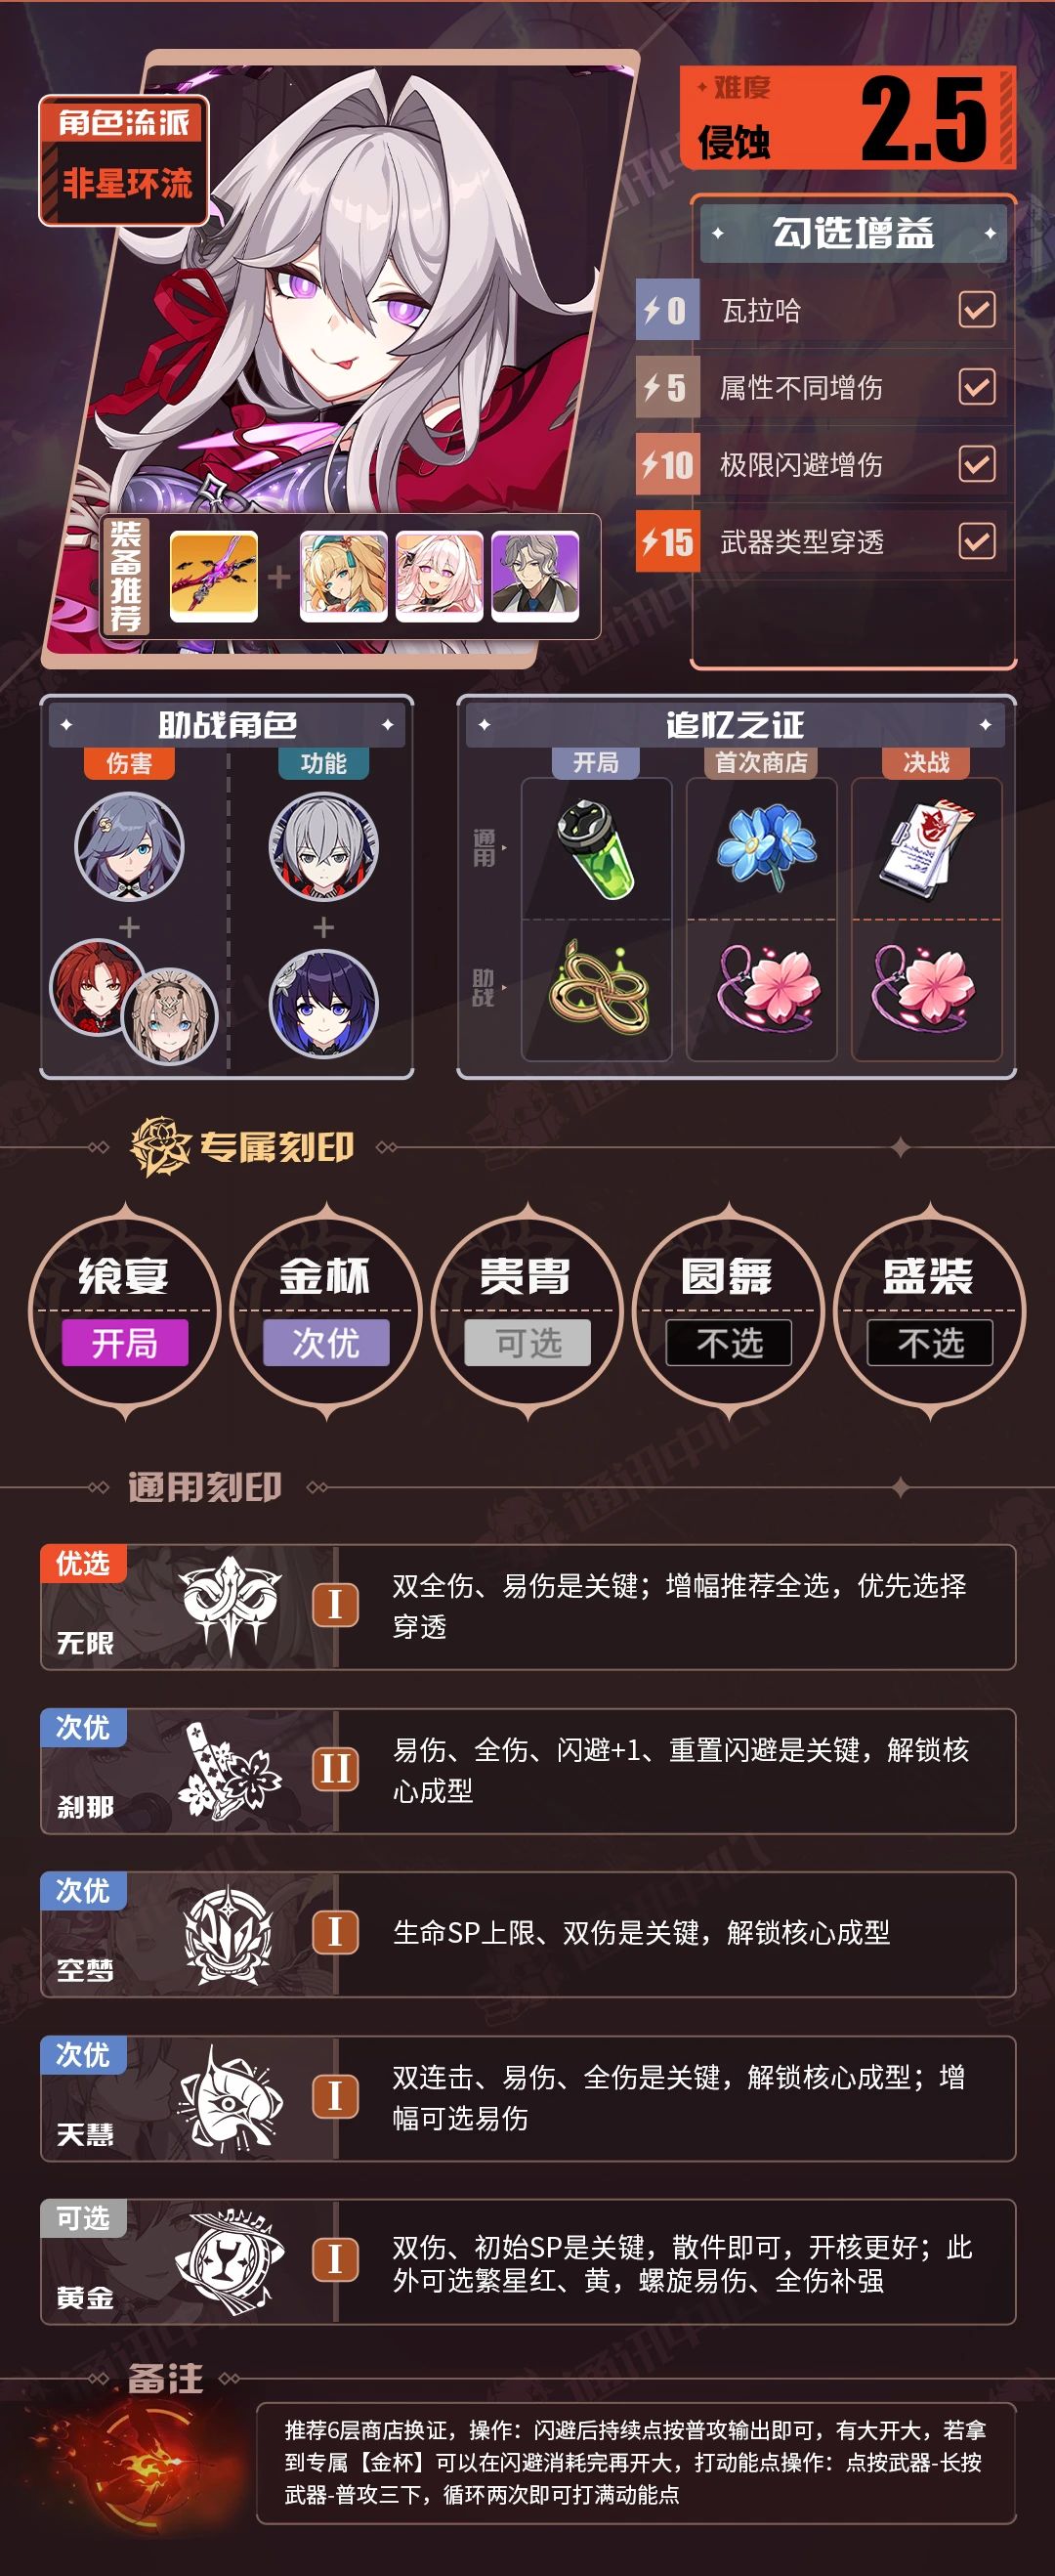 角色流派
非星环流
难度
侵蚀
2.5
勾选增益
0 瓦拉哈
5 属性不同增伤
10 极限闪避增伤
15 武器类型穿透
装备推荐
助战角色
伤害
功能
追忆之证
开局
首次商店
决战
通用
助战
专属刻印
飨宴
开局
金杯
次优
贵胄
可选
圆舞
不选
盛装
不选
通用刻印
优选
无限
I
双全伤、易伤是关键；增幅推荐全选，优先选择
穿透
次优
刹那
II
易伤、全伤、闪避+1、重置闪避是关键，解锁核
心成型
次优
空梦
I
生命SP上限、双伤是关键，解锁核心成型
次优
天慧
I
双连击、易伤、全伤是关键，解锁核心成型；增
幅可选易伤
可选
黄金
I
双伤、初始SP是关键，散件即可，开核更好；此
外可选繁星红、黄，螺旋易伤、全伤补强
备注
推荐6层商店换证，操作：闪避后持续点按普攻输出即可，有大开大，若拿
到专属【金杯】可以在闪避消耗完再开大，打动能点操作：点按武器-长按
武器-普攻三下，循环两次即可打满动能点